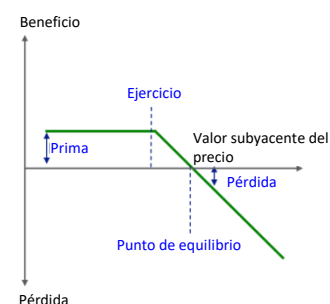 Beneficio
Ejercicio
Valor subyacente del
precio
Prima
Pérdida
Punto de equilibrio
Pérdida